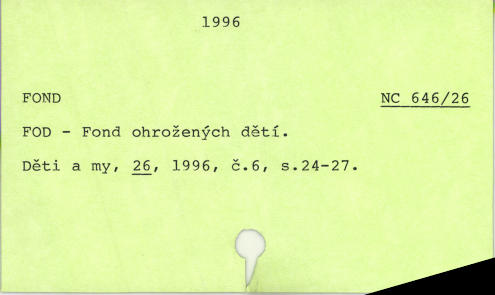 1996
FOND NC 646/26
FOD - Fond ohrožených dětí.
Děti a my, 26, 1996, č.6, s.24-27.